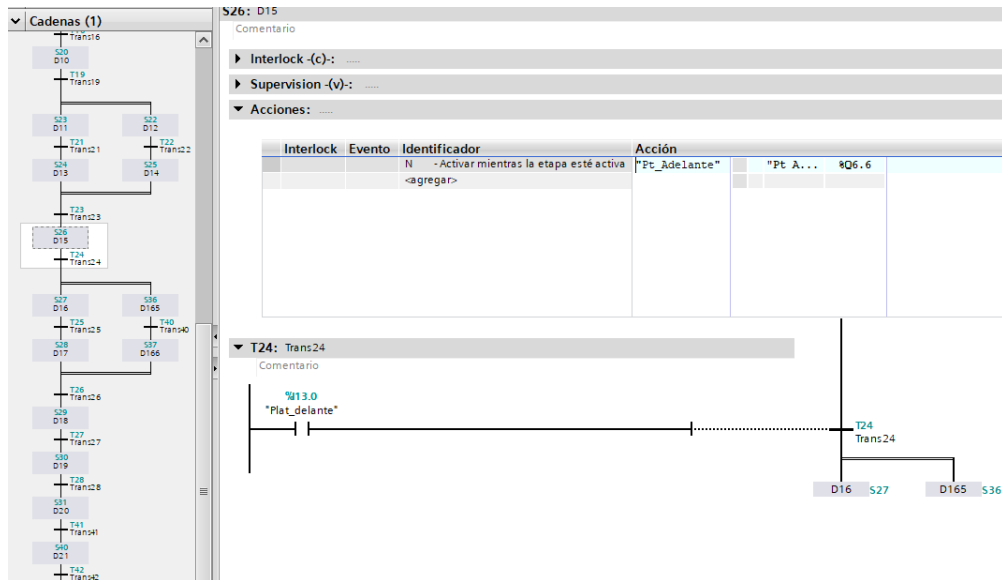 Cadenas (1)
Trans16
S20
D10
T19
Trans19
S23
D11
S22
D12
T21
Trans21
T22
Trans22
S24
D13
S25
D14
T23
Trans23
S26
D15
T24
Trans24
S27
D16
S36
D165
T25
Trans25
T40
Trans40
S28
D17
S37
D166
T26
Trans26
S29
D18
T27
Trans27
S30
D19
T28
Trans28
S31
D20
T41
Trans41
S40
D21
T42
Trans42
S26: D15
Comentario
Interlock -(c)-: .....
Supervision -(v)-: .....
Acciones: .....
Interlock Evento Identificador Acción
N - Activar mientras la etapa esté activa "Pt_Adelante" "Pt A... %Q6.6
<agregar>
T24: Trans24
Comentario
%I13.0
"Plat_delante"
T24
Trans24
D16 S27 D165 S36